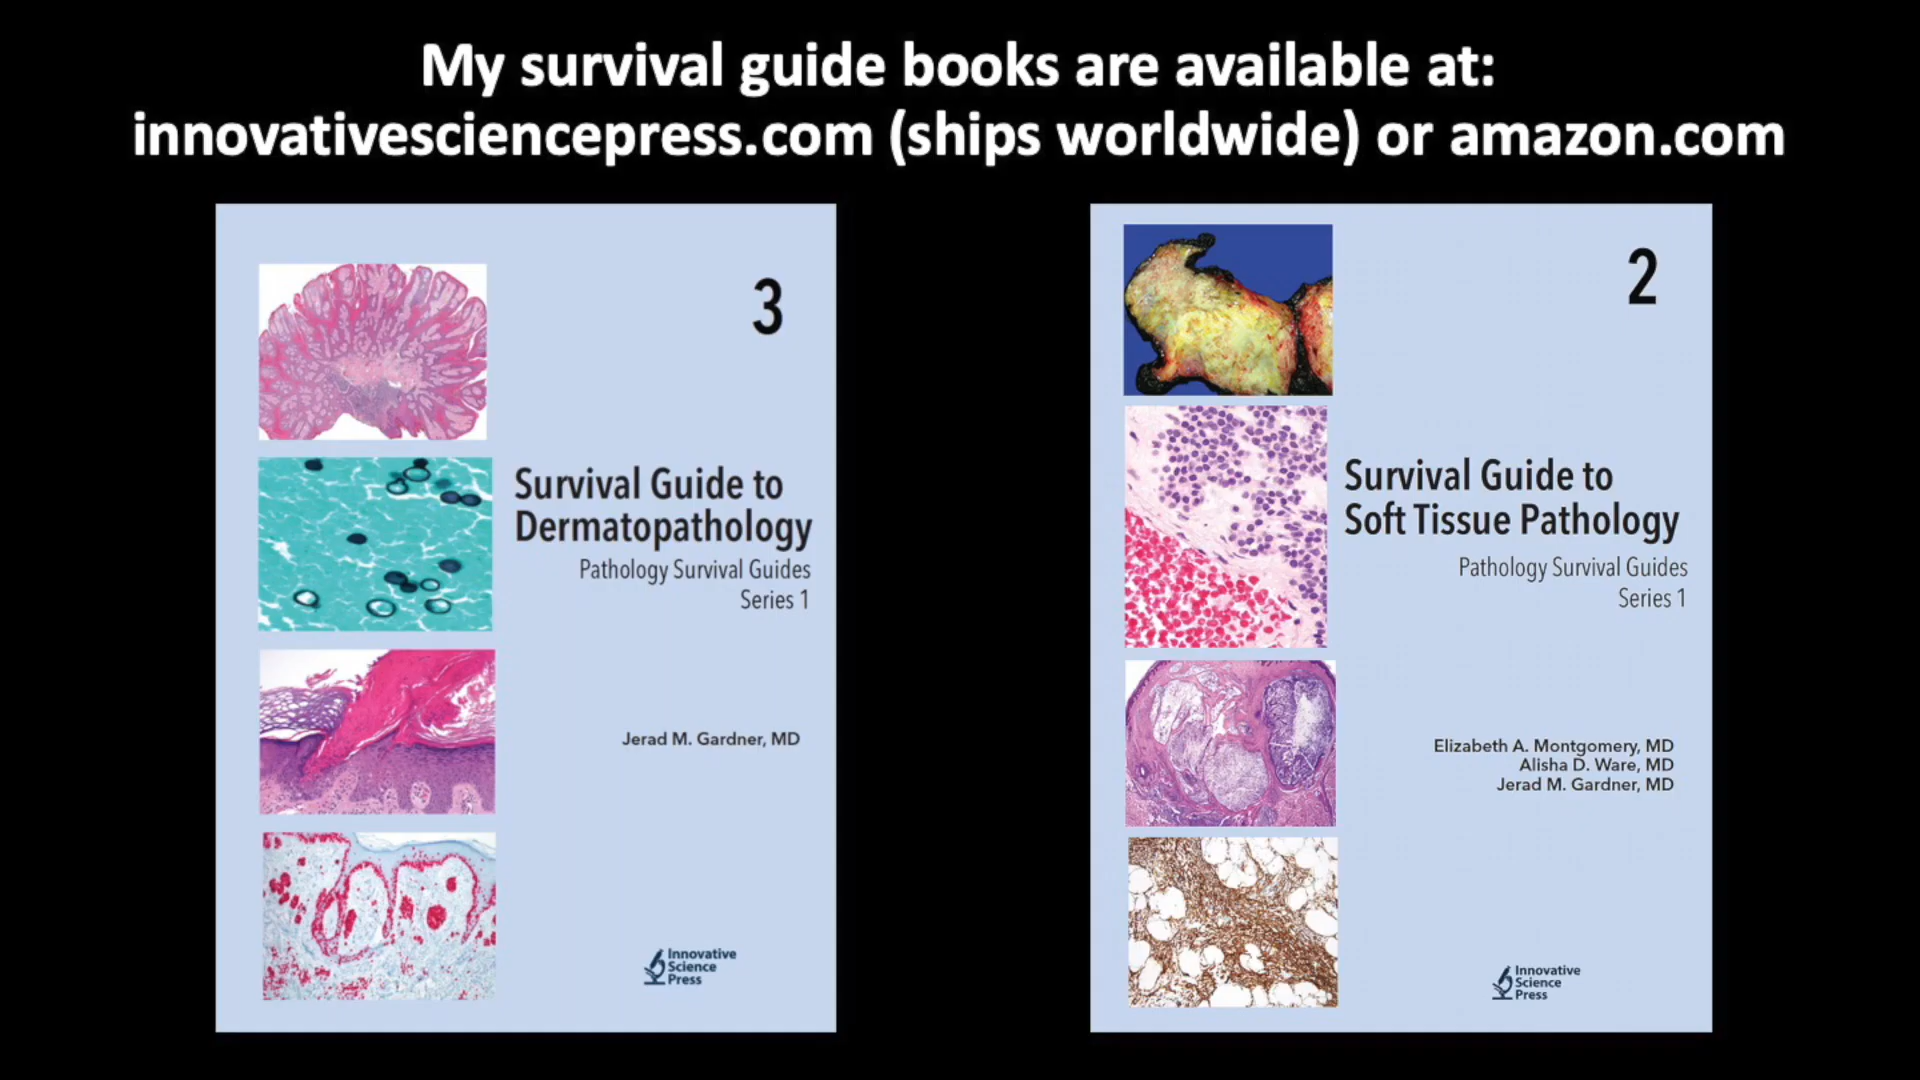 My survival guide books are available at:
innovativesciencepress.com (ships worldwide) or amazon.com
3
Survival Guide to
Dermatopathology
Pathology Survival Guides
Series 1
Jerad M. Gardner, MD
Innovative
Science
Press
2
Survival Guide to
Soft Tissue Pathology
Pathology Survival Guides
Series 1
Elizabeth A. Montgomery, MD
Alisha D. Ware, MD
Jerad M. Gardner, MD
Innovative
Science
Press